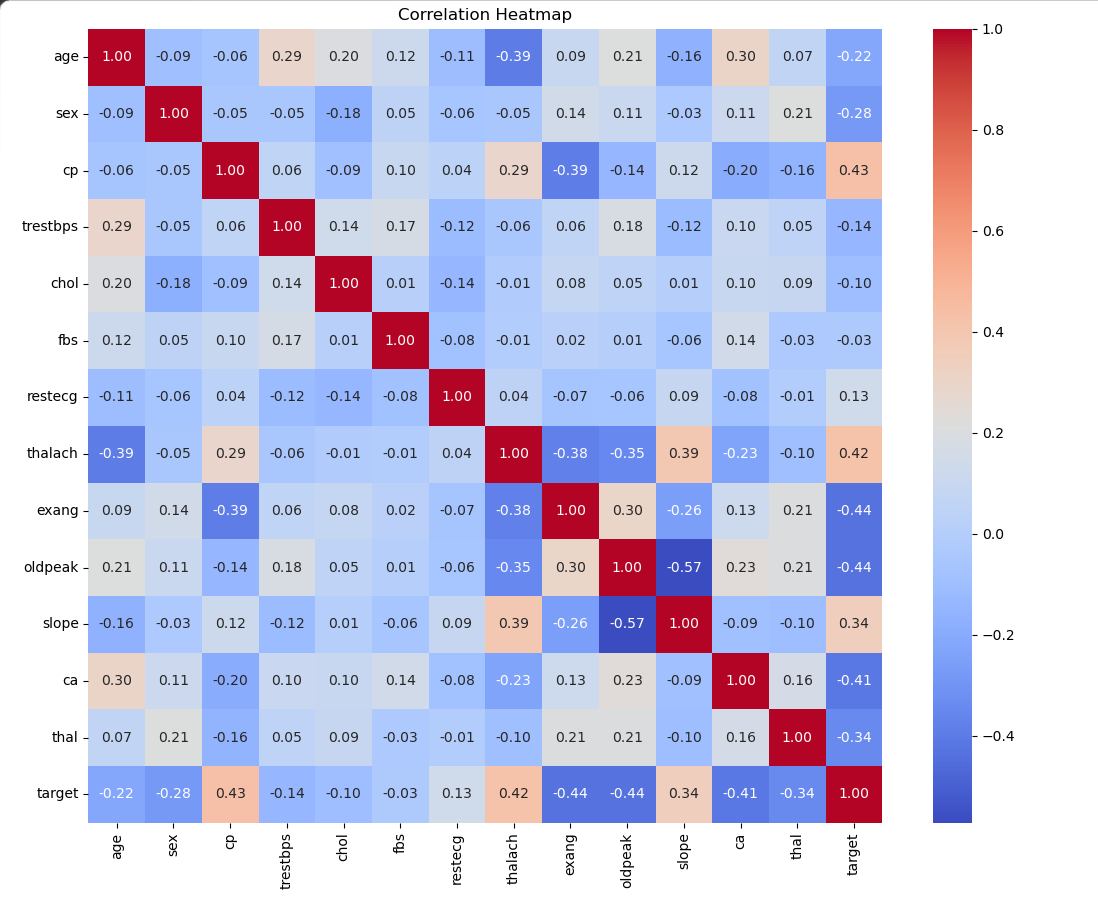 Correlation Heatmap
age 1.00 -0.09 -0.06 0.29 0.20 0.12 -0.11 -0.39 0.09 0.21 -0.16 0.30 0.07 -0.22
sex -0.09 1.00 -0.05 -0.05 -0.18 0.05 -0.06 -0.05 0.14 0.11 -0.03 0.11 0.21 -0.28
cp -0.06 -0.05 1.00 0.06 -0.09 0.10 0.04 0.29 -0.39 -0.14 0.12 -0.20 -0.16 0.43
trestbps 0.29 -0.05 0.06 1.00 0.14 0.17 -0.12 -0.06 0.06 0.18 -0.12 0.10 0.05 -0.14
chol 0.20 -0.18 -0.09 0.14 1.00 0.01 -0.14 -0.01 0.08 0.05 0.01 0.10 0.09 -0.10
fbs 0.12 0.05 0.10 0.17 0.01 1.00 -0.08 -0.01 0.02 0.01 -0.06 0.14 -0.03 -0.03
restecg -0.11 -0.06 0.04 -0.12 -0.14 -0.08 1.00 0.04 -0.07 -0.06 0.09 -0.08 -0.01 0.13
thalach -0.39 -0.05 0.29 -0.06 -0.01 -0.01 0.04 1.00 -0.38 -0.35 0.39 -0.23 -0.10 0.42
exang 0.09 0.14 -0.39 0.06 0.08 0.02 -0.07 -0.38 1.00 0.30 -0.26 0.13 0.21 -0.44
oldpeak 0.21 0.11 -0.14 0.18 0.05 0.01 -0.06 -0.35 0.30 1.00 -0.57 0.23 0.21 -0.44
slope -0.16 -0.03 0.12 -0.12 0.01 -0.06 0.09 0.39 -0.26 -0.57 1.00 -0.09 -0.10 0.34
ca 0.30 0.11 -0.20 0.10 0.10 0.14 -0.08 -0.23 0.13 0.23 -0.09 1.00 0.16 -0.41
thal 0.07 0.21 -0.16 0.05 0.09 -0.03 -0.01 -0.10 0.21 0.21 -0.10 0.16 1.00 -0.34
target -0.22 -0.28 0.43 -0.14 -0.10 -0.03 0.13 0.42 -0.44 -0.44 0.34 -0.41 -0.34 1.00
age sex cp trestbps chol fbs restecg thalach exang oldpeak slope ca thal target
1.0
0.8
0.6
0.4
0.2
0.0
−0.2
−0.4